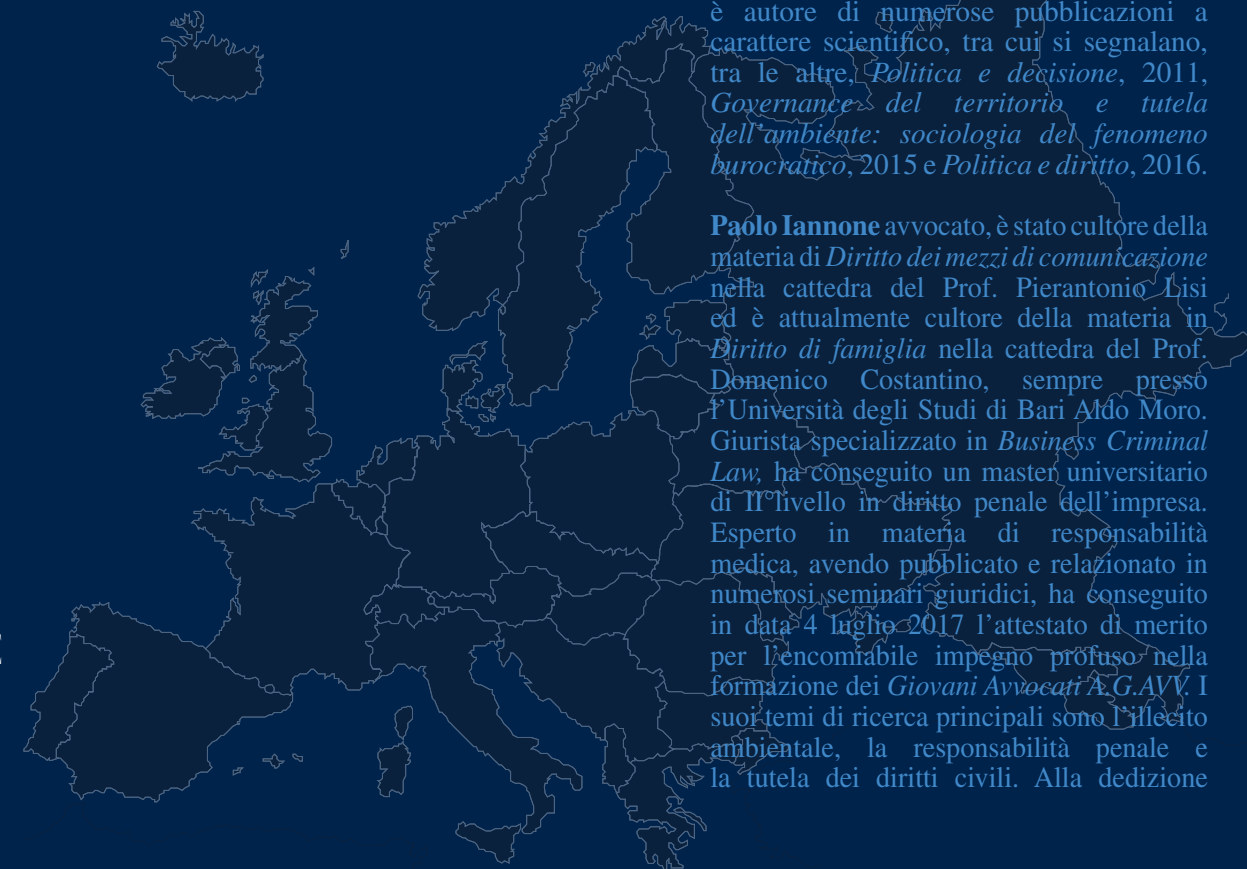 è autore di numerose pubblicazioni a
carattere scientifico, tra cui si segnalano,
tra le altre, Politica e decisione, 2011,
Governance del territorio e tutela
dell'ambiente: sociologia del fenomeno
burocratico, 2015 e Politica e diritto, 2016.
Paolo Iannone avvocato, è stato cultore della
materia di Diritto dei mezzi di comunicazione
nella cattedra del Prof. Pierantonio Lisi
ed è attualmente cultore della materia in
Diritto di famiglia nella cattedra del Prof.
Domenico Costantino, sempre presso
l'Università degli Studi di Bari Aldo Moro.
Giurista specializzato in Business Criminal
Law, ha conseguito un master universitario
di II livello in diritto penale dell'impresa.
Esperto in materia di responsabilità
medica, avendo pubblicato e relazionato in
numerosi seminari giuridici, ha conseguito
in data 4 luglio 2017 l'attestato di merito
per l'encomiabile impegno profuso nella
formazione dei Giovani Avvocati A.G.AVV. I
suoi temi di ricerca principali sono l'illecito
ambientale, la responsabilità penale e
la tutela dei diritti civili. Alla dedizione